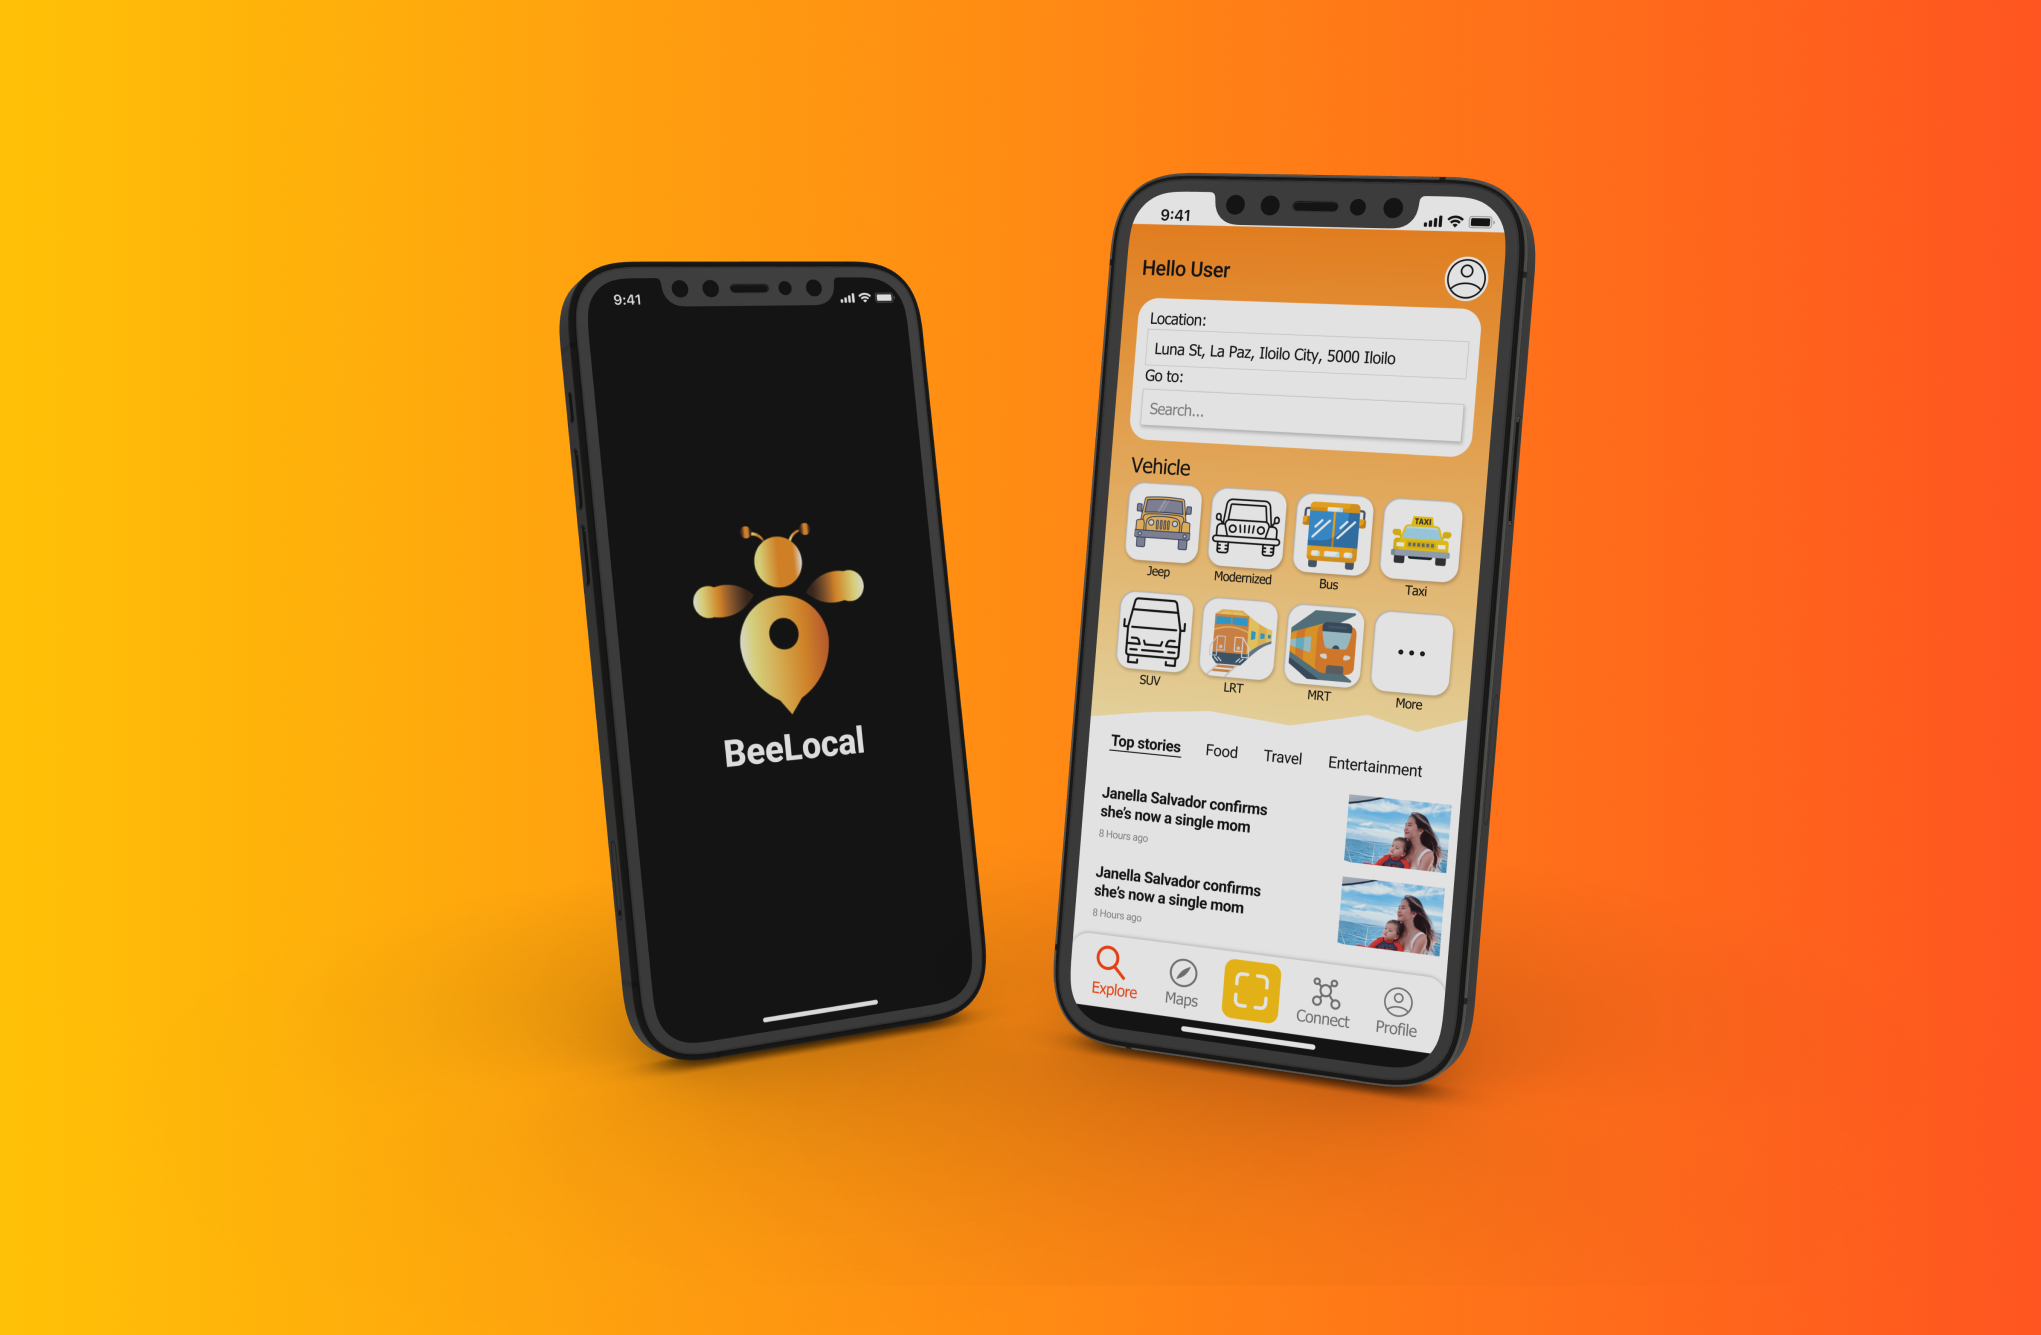 9:41
BeeLocal
9:41
Hello User
Location:
Luna St, La Paz, Iloilo City, 5000 Iloilo
Go to:
Search...
Vehicle
TAXI
Jeep
Modernized
Bus
Taxi
SUV
LRT
MRT
More
Top stories
Food
Travel
Entertainment
Janella Salvador confirms
she's now a single mom
8 Hours ago
Janella Salvador confirms
she's now a single mom
8 Hours ago
Explore
Maps
Connect
Profile